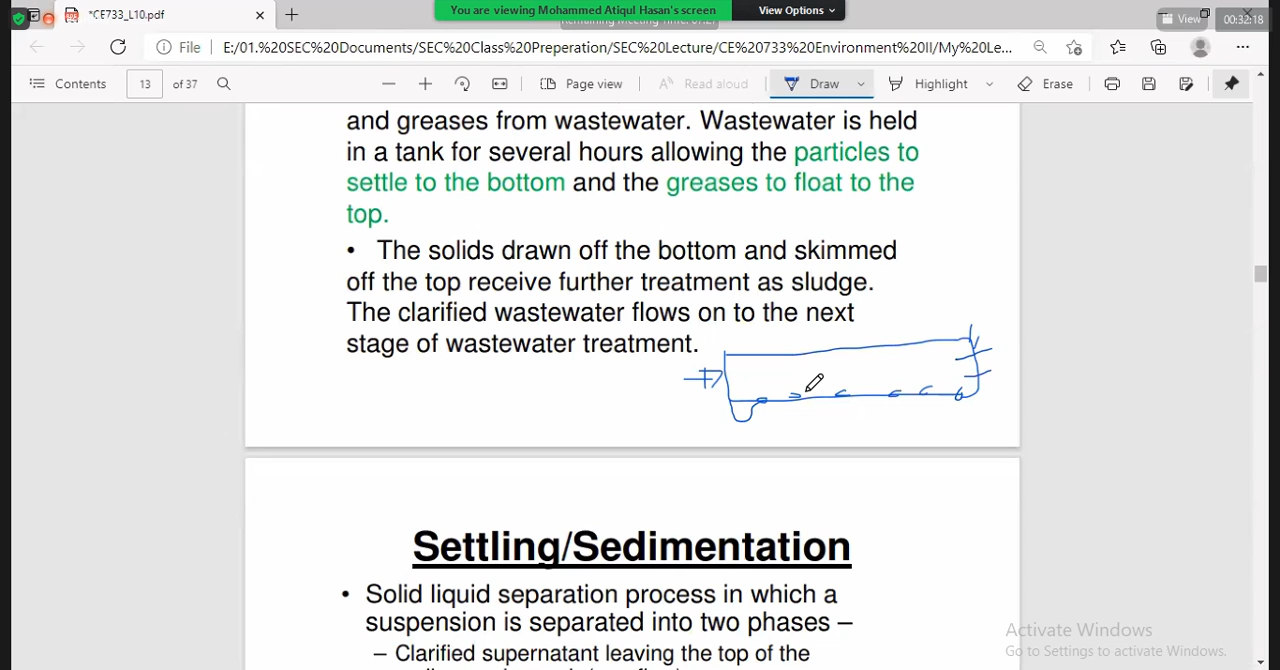 You are viewing Mohammed Atiqul Hasan's screen
View Options
*CE733_L10.pdf
View
00:32:18
File
E:/01.%20SEC%20Documents/SEC%20Class%20Preperation/SEC%20Lecture/CE%20733%20Environment%20II/My%20Le...
Contents
13
of 37
Page view
Read aloud
Draw
Highlight
Erase
and greases from wastewater. Wastewater is held
in a tank for several hours allowing the particles to
settle to the bottom and the greases to float to the
top.
• The solids drawn off the bottom and skimmed
off the top receive further treatment as sludge.
The clarified wastewater flows on to the next
stage of wastewater treatment.
Settling/Sedimentation
• Solid liquid separation process in which a
suspension is separated into two phases –
– Clarified supernatant leaving the top of the
Activate Windows
Go to Settings to activate Windows.